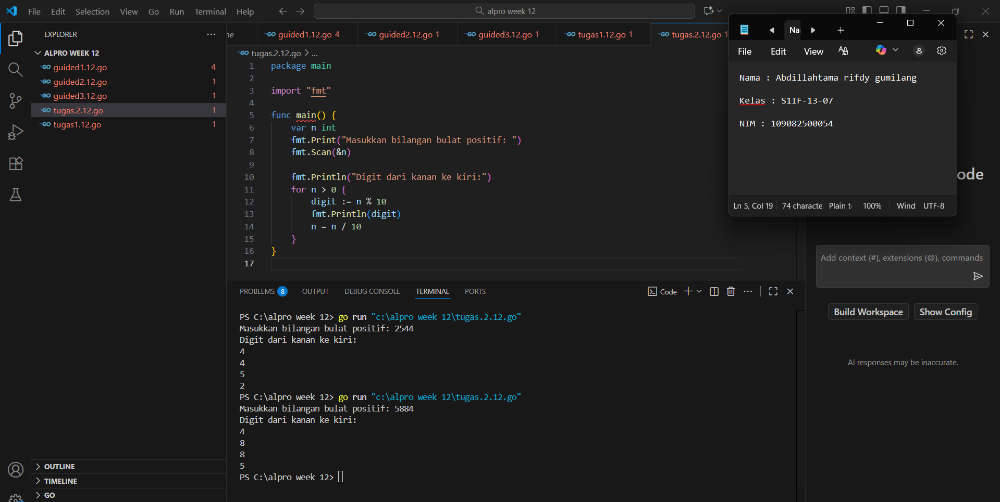 File Edit Selection View Go Run Terminal Help
alpro week 12
EXPLORER
ALPRO WEEK 12
guided1.12.go 4
guided2.12.go 1
guided3.12.go 1
tugas.2.12.go 1
tugas1.12.go 1
OUTLINE
TIMELINE
GO
guided1.12.go 4 guided2.12.go 1 guided3.12.go 1 tugas1.12.go 1 tugas.2.12.go 1
tugas.2.12.go > ...
1 package main
2
3 import "fmt"
4
5 func main() {
6 var n int
7 fmt.Print("Masukkan bilangan bulat positif: ")
8 fmt.Scan(&n)
9
10 fmt.Println("Digit dari kanan ke kiri:")
11 for n > 0 {
12 digit := n % 10
13 fmt.Println(digit)
14 n = n / 10
15 }
16 }
17
PROBLEMS 8 OUTPUT DEBUG CONSOLE TERMINAL PORTS
Code
PS C:\alpro week 12> go run "c:\alpro week 12\tugas.2.12.go"
Masukkan bilangan bulat positif: 2544
Digit dari kanan ke kiri:
4
4
5
2
PS C:\alpro week 12> go run "c:\alpro week 12\tugas.2.12.go"
Masukkan bilangan bulat positif: 5884
Digit dari kanan ke kiri:
4
8
8
5
PS C:\alpro week 12>
File Edit View
Nama : Abdillahtama rifdy gumilang
Kelas : S1IF-13-07
NIM : 109082500054
Ln 5, Col 19 74 characte Plain t 100% Wind UTF-8
ode
Add context (#), extensions (@), commands
Build Workspace Show Config
AI responses may be inaccurate.